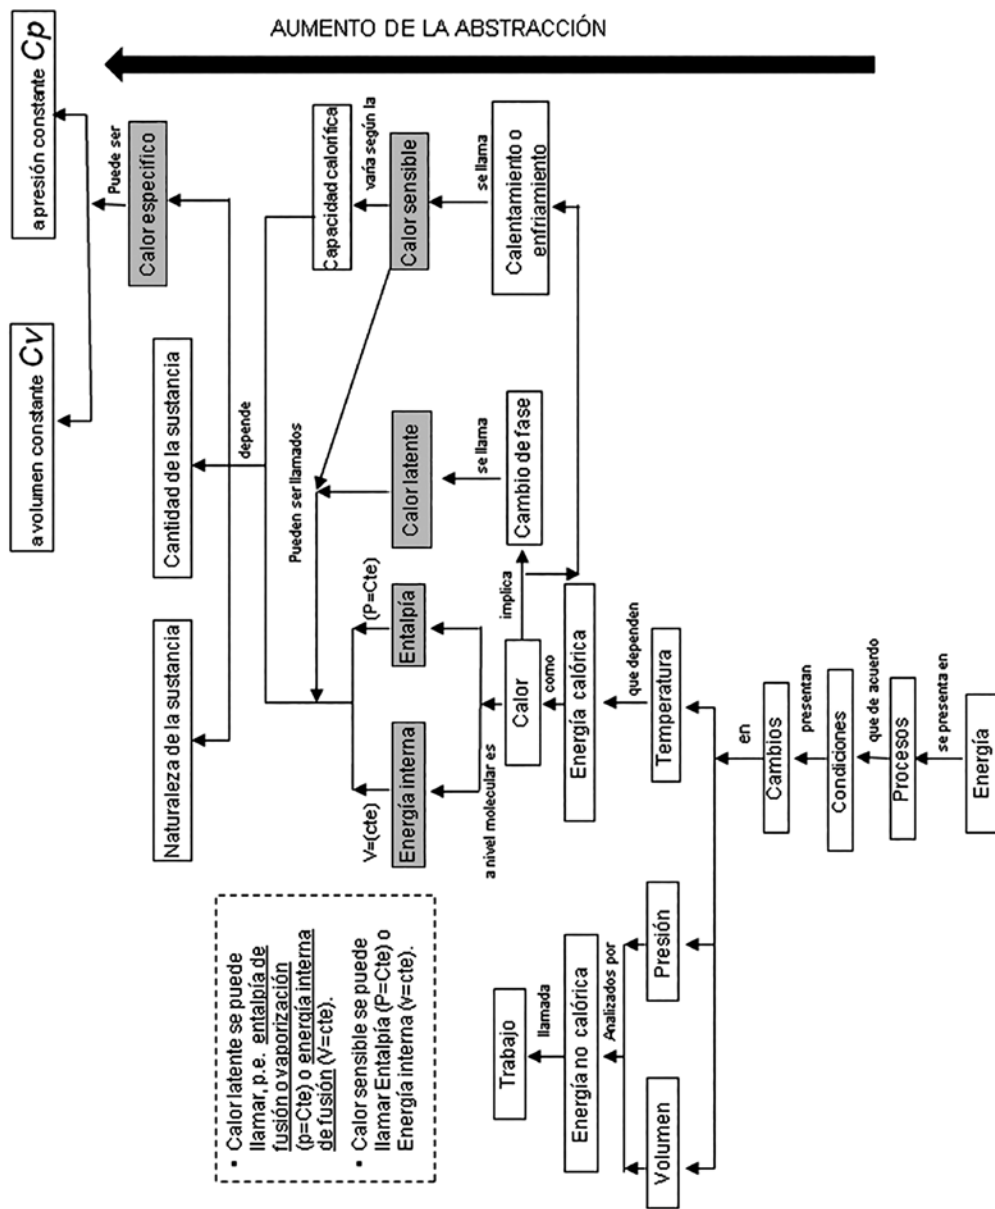 AUMENTO DE LA ABSTRACCIÓN
a volumen constante Cv
a presión constante Cp
Puede ser
Naturaleza de la sustancia
Cantidad de la sustancia
Calor específico
depende
Pueden ser llamados
Capacidad calorífica
varía según la
V=(cte)
(P=Cte)
Energía interna
Entalpía
Calor latente
Calor sensible
a nivel molecular es
se llama
se llama
Trabajo
Calor
implica
Cambio de fase
Calentamiento o
enfriamiento
llamada
como
Energía no calórica
Energía calórica
Analizados por
que dependen
Volumen
Presión
Temperatura
en
Cambios
presentan
Condiciones
que de acuerdo
Procesos
se presenta en
Energía
▪ Calor latente se puede
llamar, p.e. entalpía de
fusión o vaporización
(p=Cte) o energía interna
de fusión (V=cte).
▪ Calor sensible se puede
llamar Entalpía (P=Cte) o
Energía interna (v=cte).